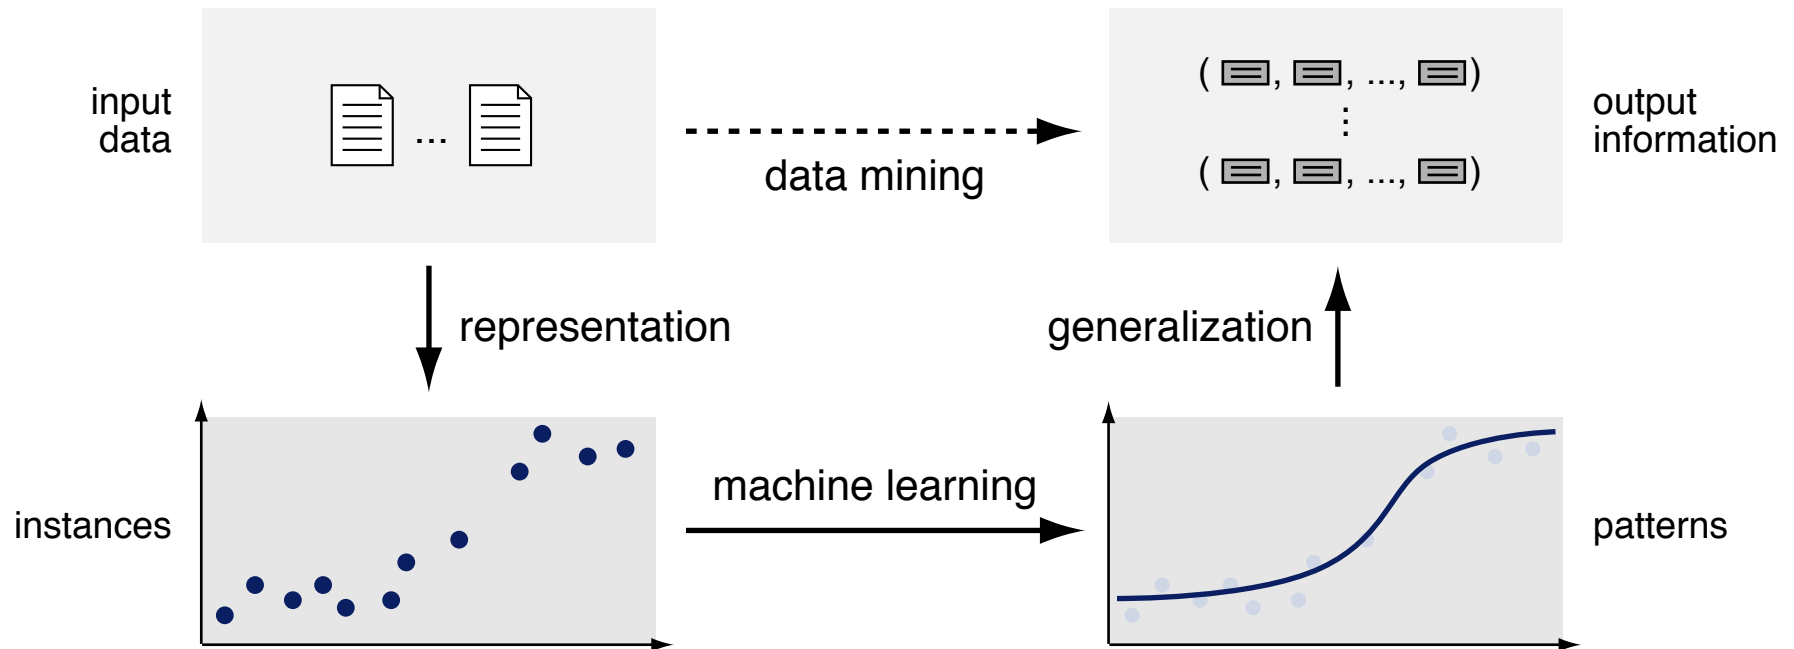 input
data
...
data mining
( , , ..., )
⋮
( , , ..., )
output
information
representation
generalization
instances
machine learning
patterns